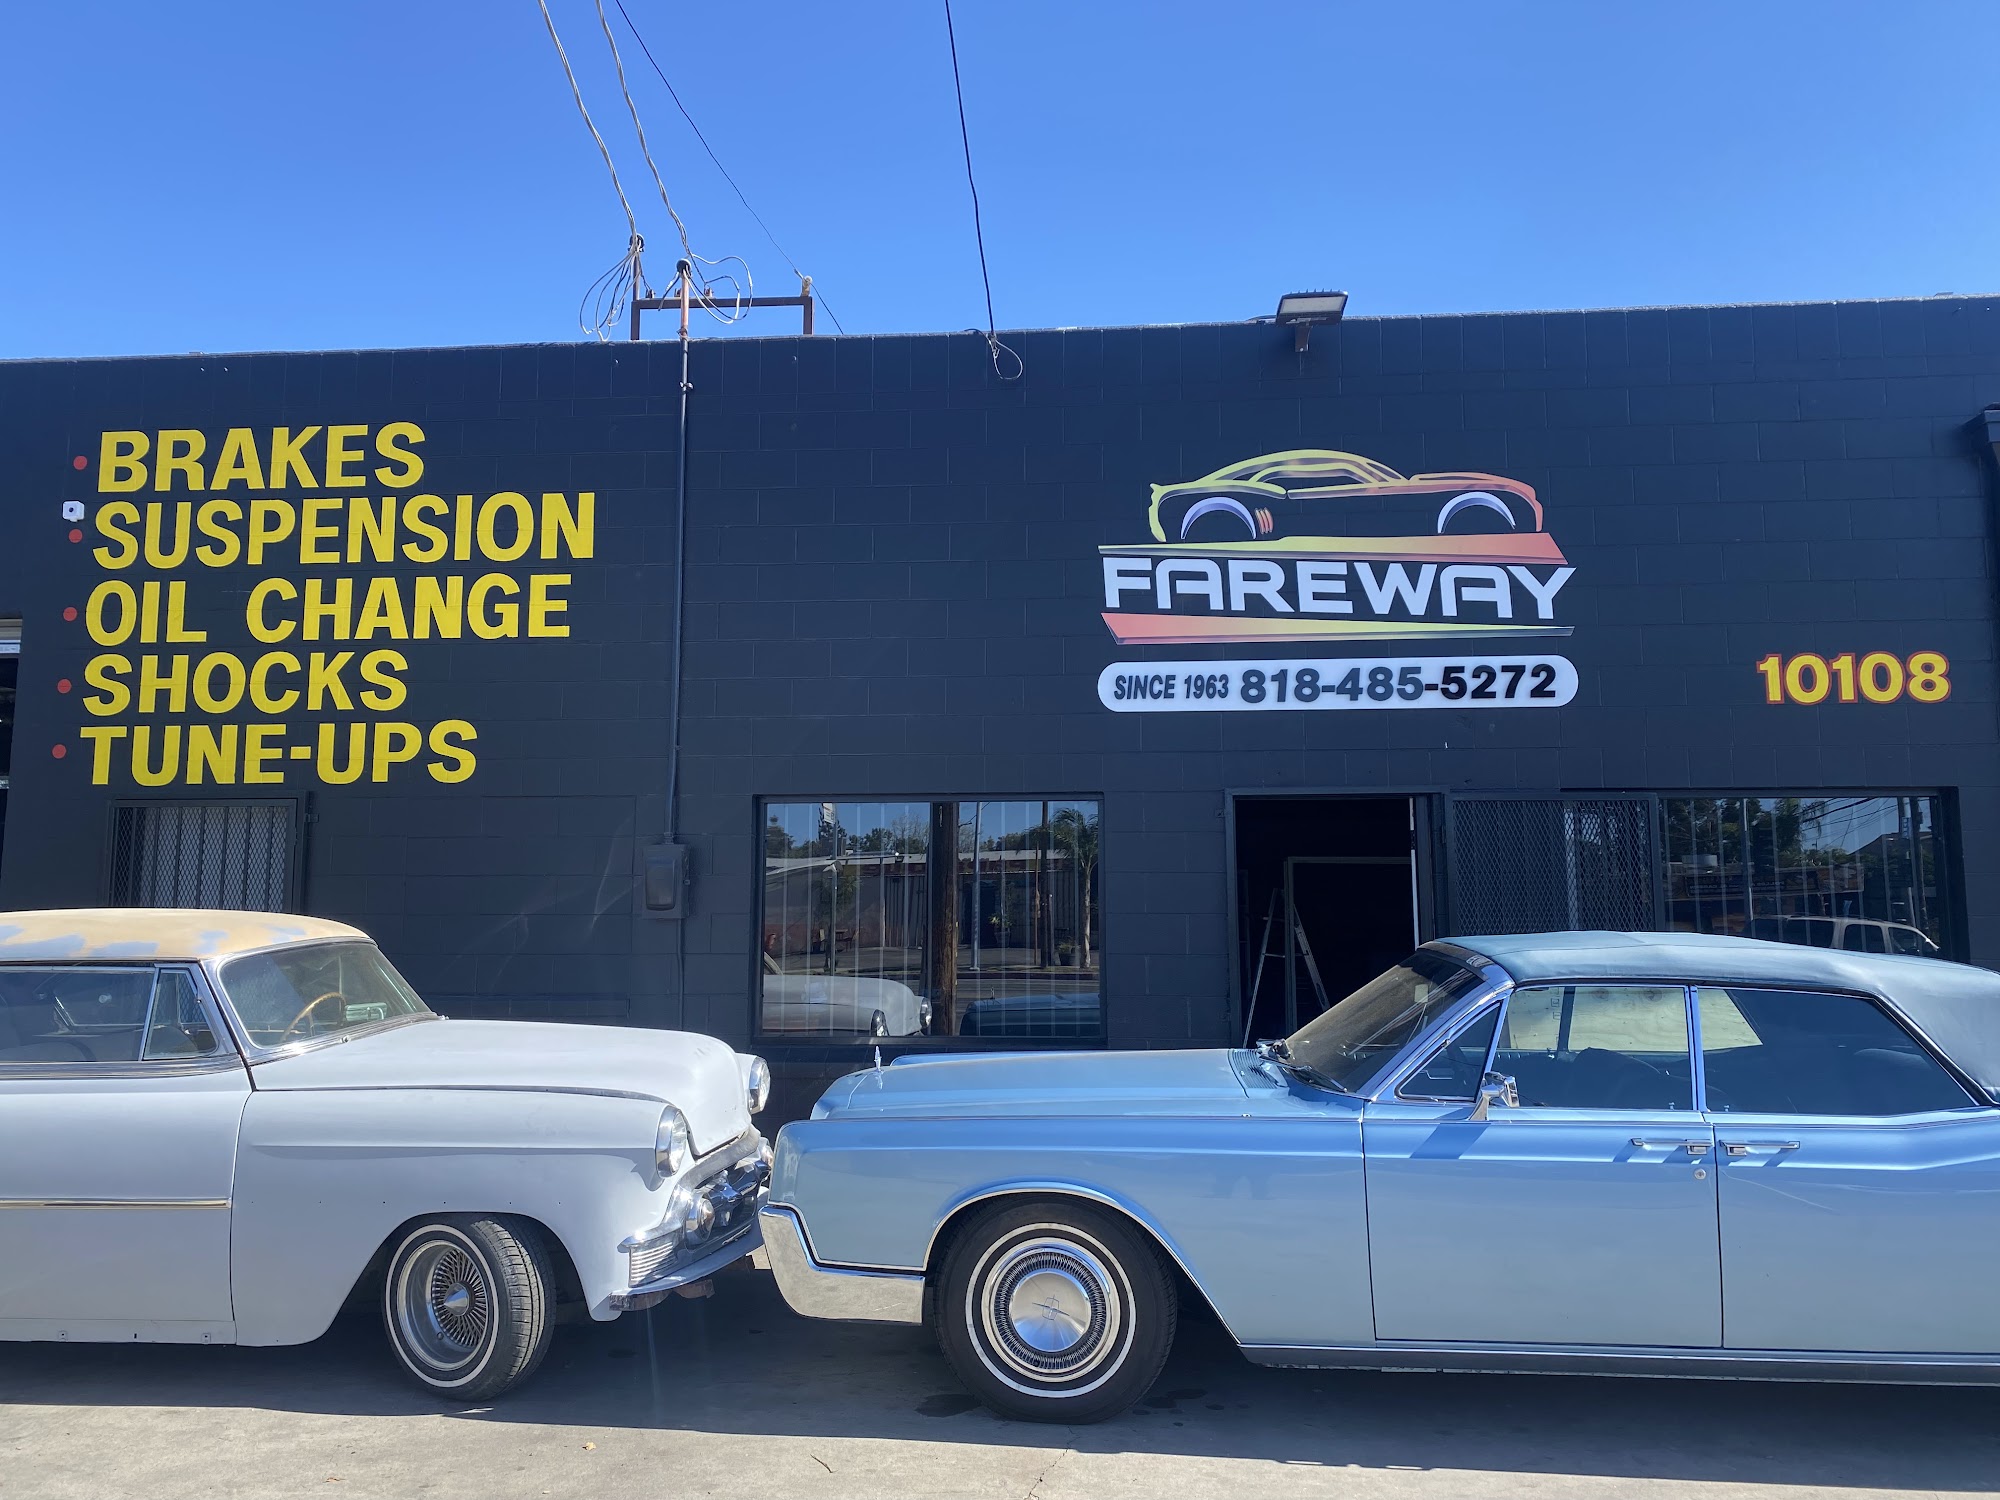 • BRAKES
• SUSPENSION
• OIL CHANGE
• SHOCKS
• TUNE-UPS
FAREWAY
SINCE 1963 818-485-5272
10108